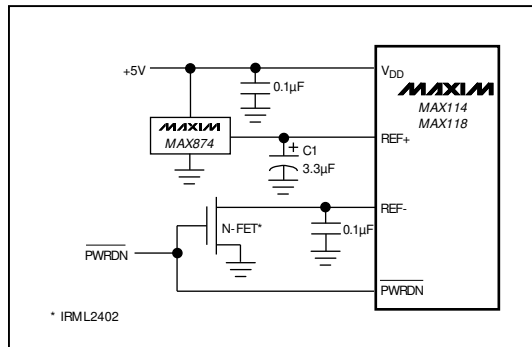 +5V
VDD
0.1µF
MAXIM
MAX114
MAX118
MAXIM
MAX874
REF+
+
C1
3.3µF
REF-
N-FET*
0.1µF
PWRDN
PWRDN
* IRML2402